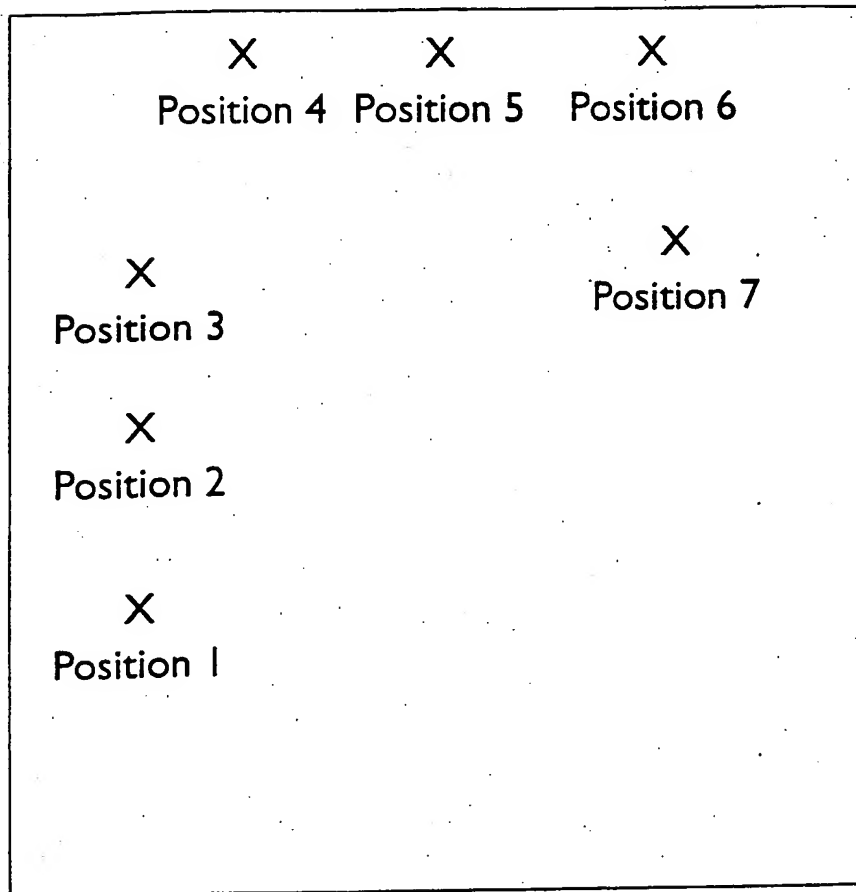 X X X
Position 4 Position 5 Position 6
X
Position 7
X
Position 3
X
Position 2
X
Position 1